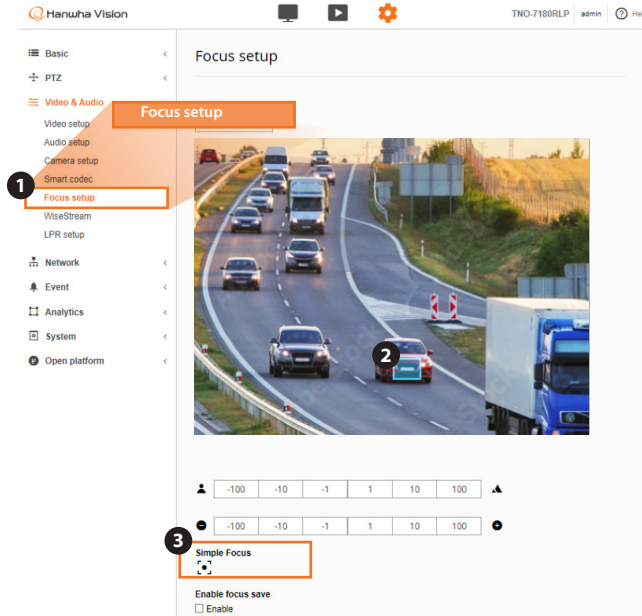 Hanwha Vision
TNO-7180RLP admin ? He
Basic
PTZ
Video & Audio
Video setup
Audio setup
Camera setup
Smart codec
1
Focus setup
WiseStream
LPR setup
Network
Event
Analytics
System
Open platform
Focus setup
Focus setup
2
-100 -10 -1 1 10 100
-100 -10 -1 1 10 100
3
Simple Focus
Enable focus save
Enable